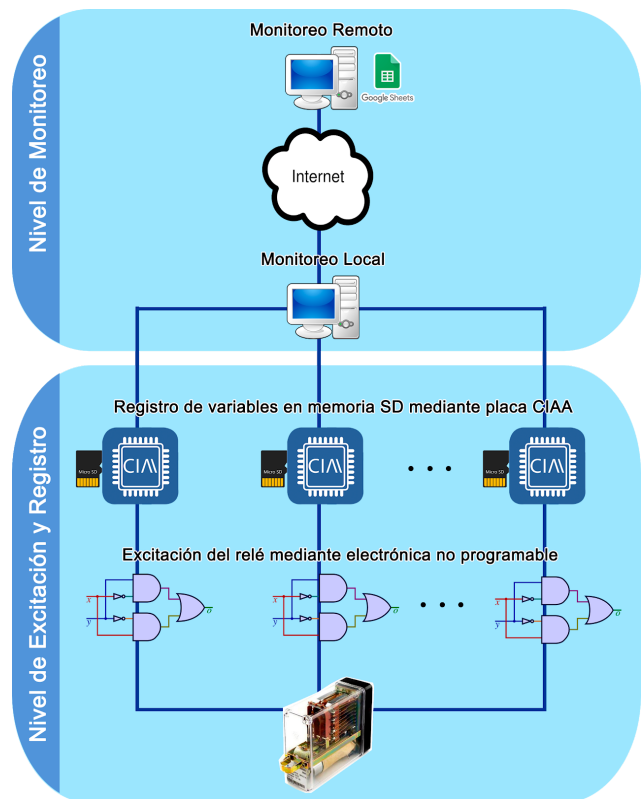 Nivel de Monitoreo
Monitoreo Remoto
Google Sheets
Internet
Monitoreo Local
Nivel de Excitación y Registro
Registro de variables en memoria SD mediante placa CIAA
Micro SD
CIAA
Micro SD
CIAA
. . .
Micro SD
CIAA
Excitación del relé mediante electrónica no programable
x
y
o
x
y
o
. . .
x
y
o